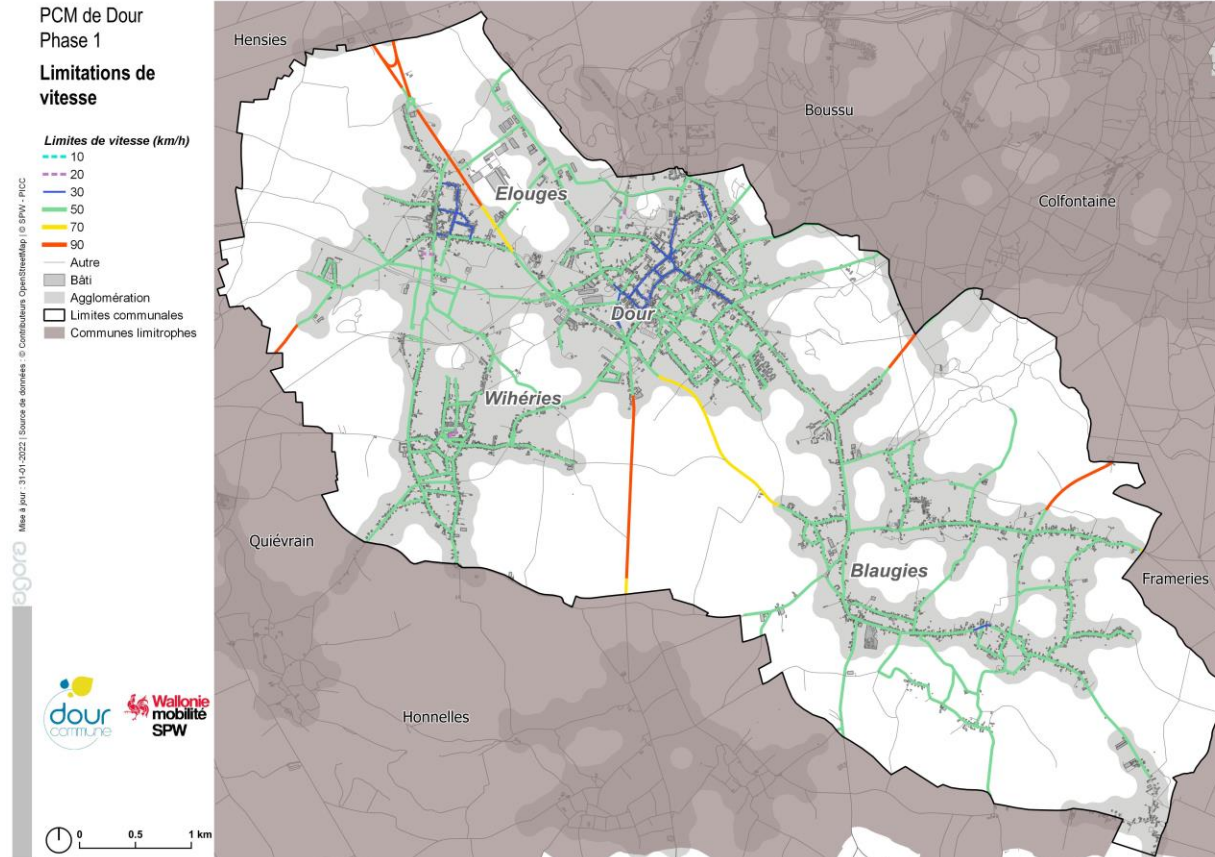 PCM de Dour
Phase 1
Limitations de
vitesse
Limites de vitesse (km/h)
10
20
30
50
70
90
Autre
Bâti
Agglomération
Limites communales
Communes limitrophes
Mise à jour : 31-01-2022 | Source de données : © Contributeurs OpenStreetMap | © SPW - PICC
agora
dour
commune
Wallonie
mobilité
SPW
0 0.5 1 km
Hensies
Boussu
Colfontaine
Elouges
Dour
Wihéries
Quiévrain
Blaugies
Frameries
Honnelles